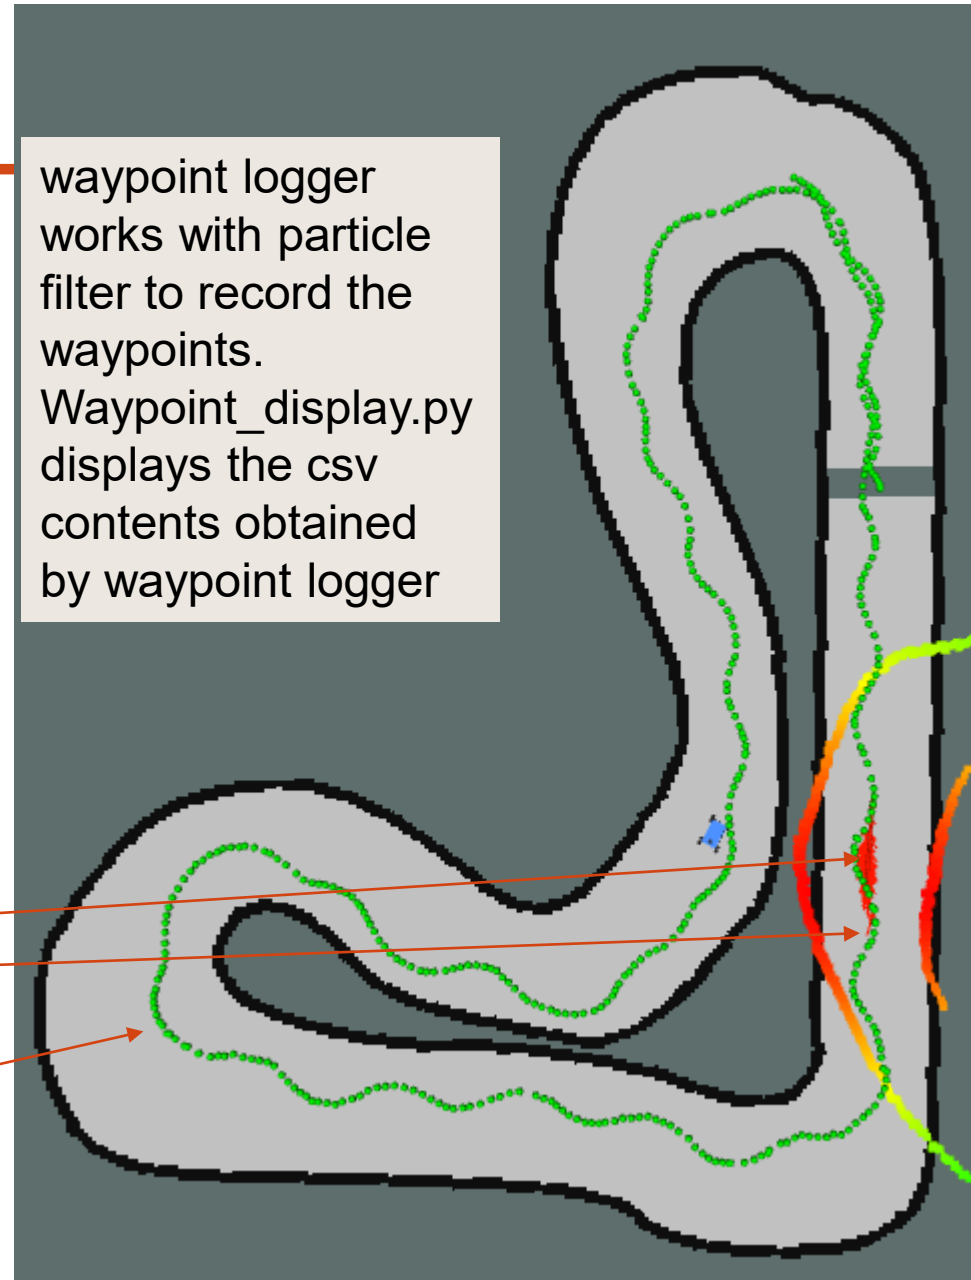 waypoint logger
works with particle
filter to record the
waypoints.
Waypoint_display.py
displays the csv
contents obtained
by waypoint logger